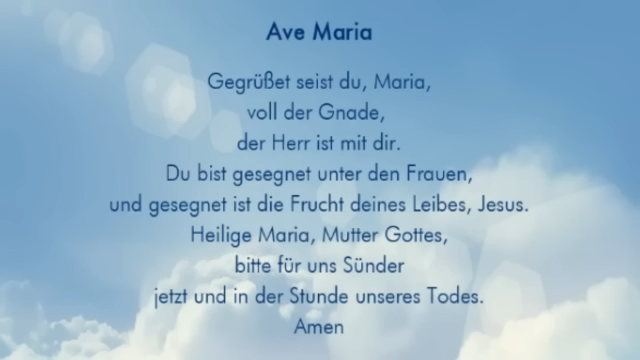 Ave Maria
Gegrüßet seist du, Maria,
voll der Gnade,
der Herr ist mit dir.
Du bist gesegnet unter den Frauen,
und gesegnet ist die Frucht deines Leibes, Jesus.
Heilige Maria, Mutter Gottes,
bitte für uns Sünder
jetzt und in der Stunde unseres Todes.
Amen